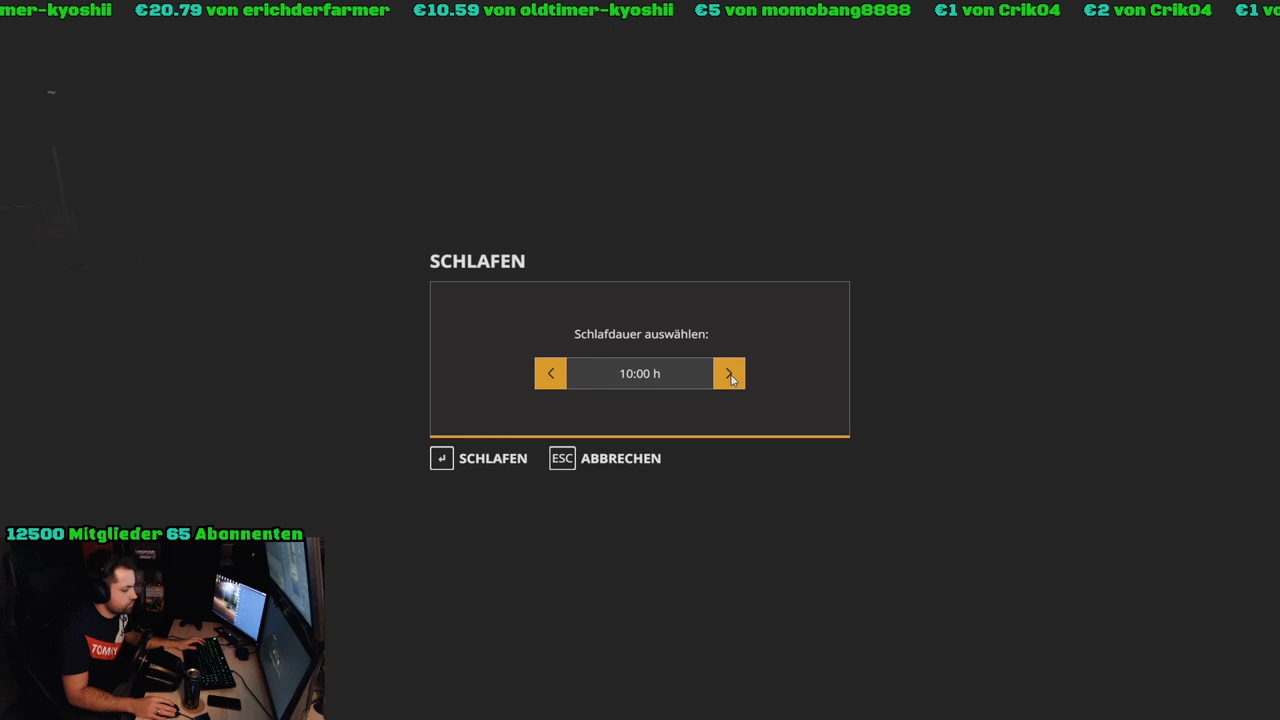 mer-kyoshii €20.79 von erichderfarmer €10.59 von oldtimer-kyoshii €5 von momobang8888 €1 von Crik04 €2 von Crik04 €1 vo
SCHLAFEN
Schlafdauer auswählen:
10:00 h
↵ SCHLAFEN ESC ABBRECHEN
12500 Mitglieder 65 Abonnenten